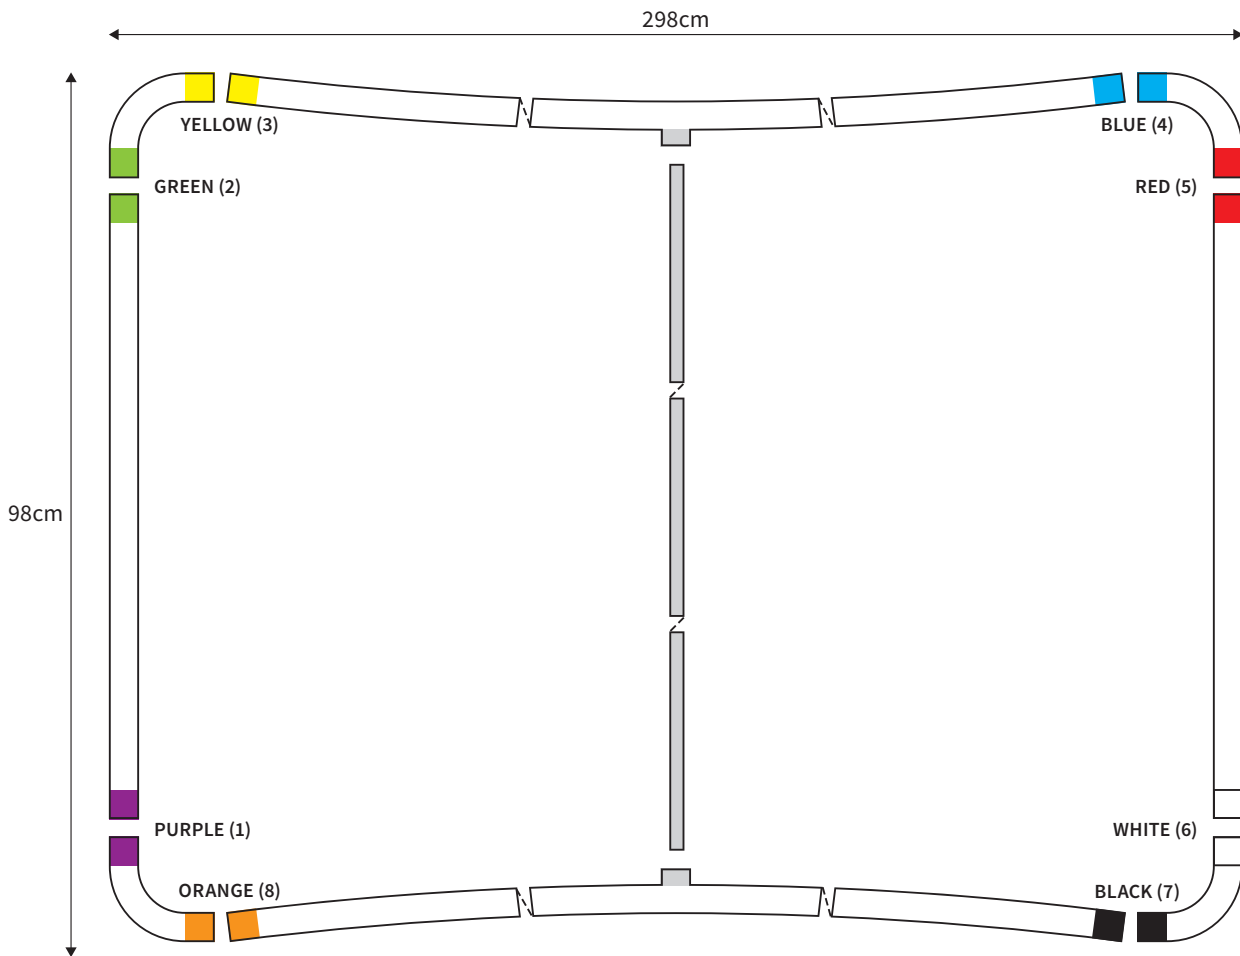 298cm
YELLOW (3)
BLUE (4)
GREEN (2)
RED (5)
98cm
PURPLE (1)
WHITE (6)
ORANGE (8)
BLACK (7)